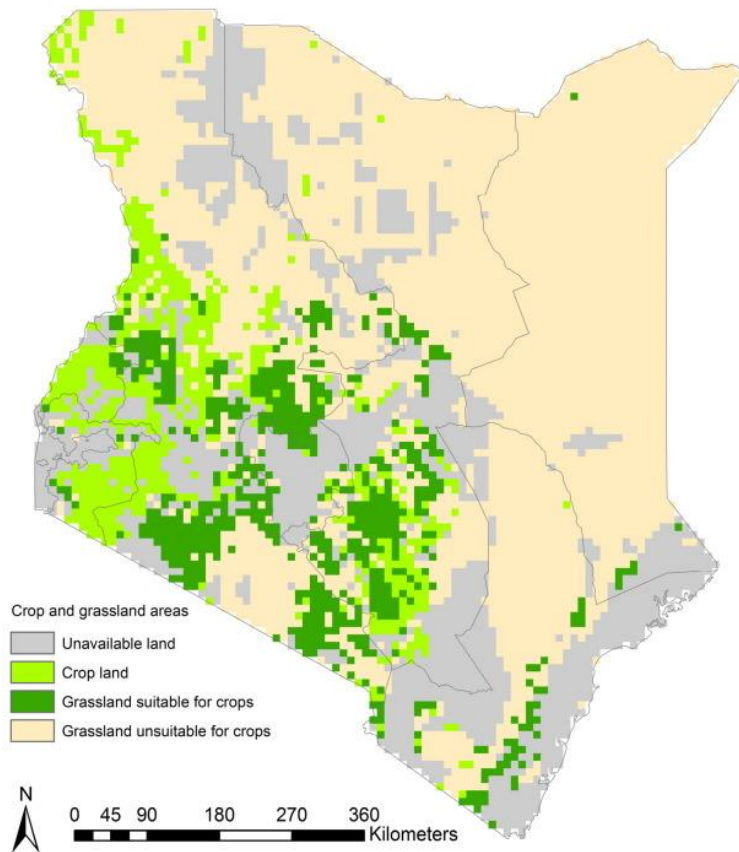 Crop and grassland areas
Unavailable land
Crop land
Grassland suitable for crops
Grassland unsuitable for crops
N
0 45 90 180 270 360
Kilometers